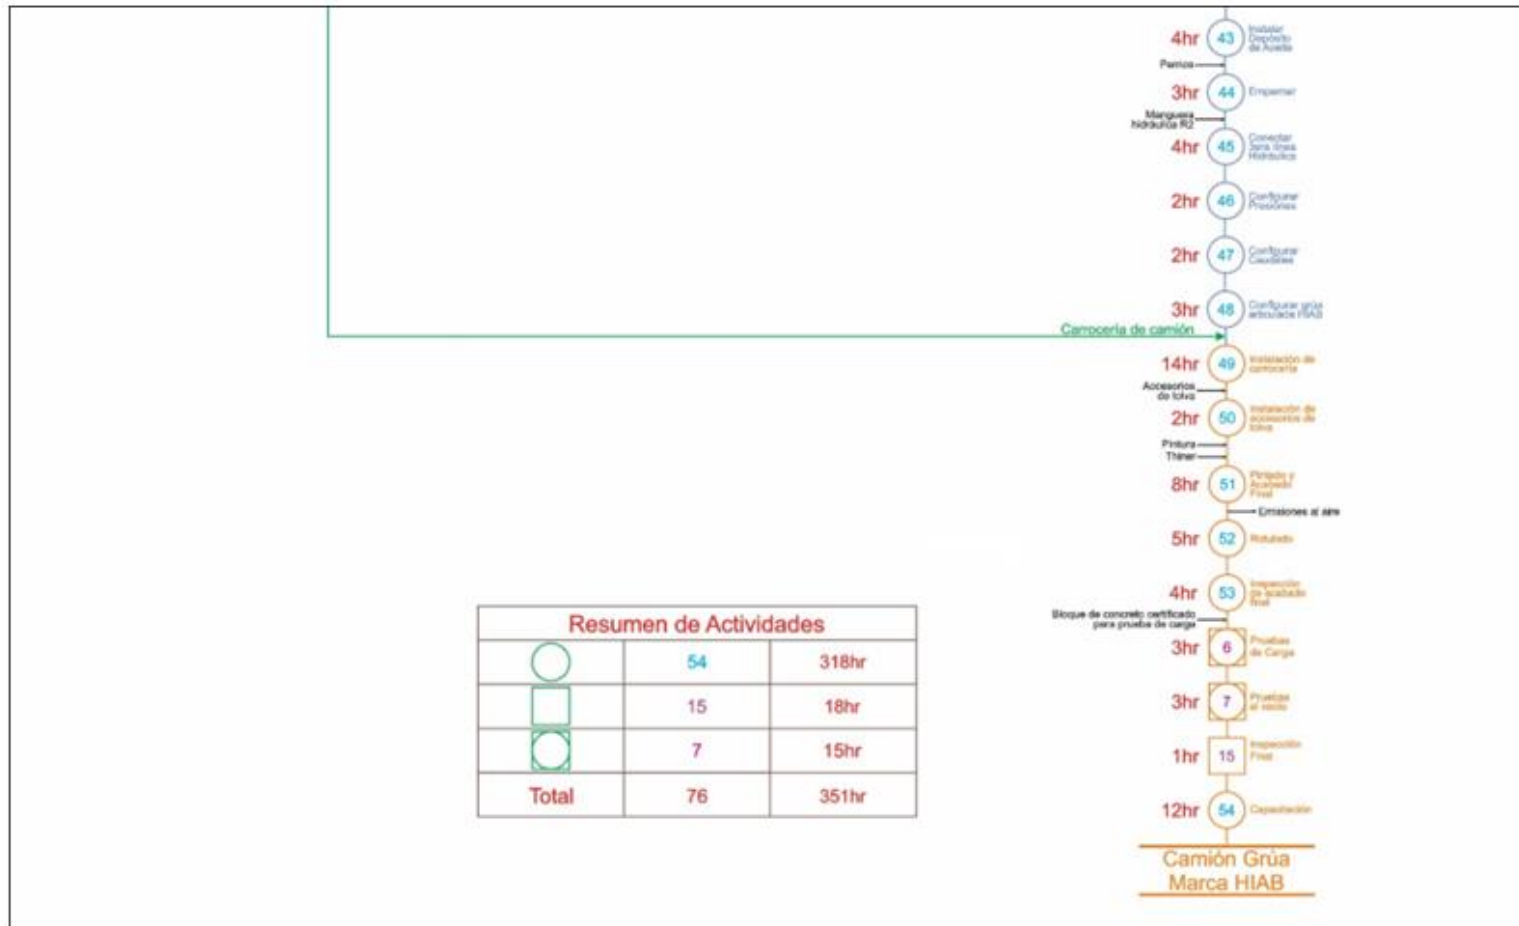 4hr 43 Instalar
Depósito
de Aceite
Pernos
3hr 44 Empernar
Manguera
hidráulica R2
4hr 45 Conectar
línea
Hidráulica
2hr 46 Configurar
Presiones
2hr 47 Configurar
Caudales
3hr 48 Configurar grúa
articulada HIAB
Carrocería de camión
14hr 49 Instalación de
carrocería
Accesorios
de tolva
2hr 50 Instalación de
accesorios de
tolva
Pintura
Thiner
8hr 51 Pintado y
Acabado
Final
Emisiones al aire
5hr 52 Rotulado
4hr 53 Inspección
de acabado
final
Bloque de concreto certificado
para prueba de carga
3hr 6 Pruebas
de Carga
3hr 7 Pruebas
al vacío
1hr 15 Inspección
Final
12hr 54 Capacitación
Camión Grúa
Marca HIAB
Resumen de Actividades
54 318hr
15 18hr
7 15hr
Total 76 351hr